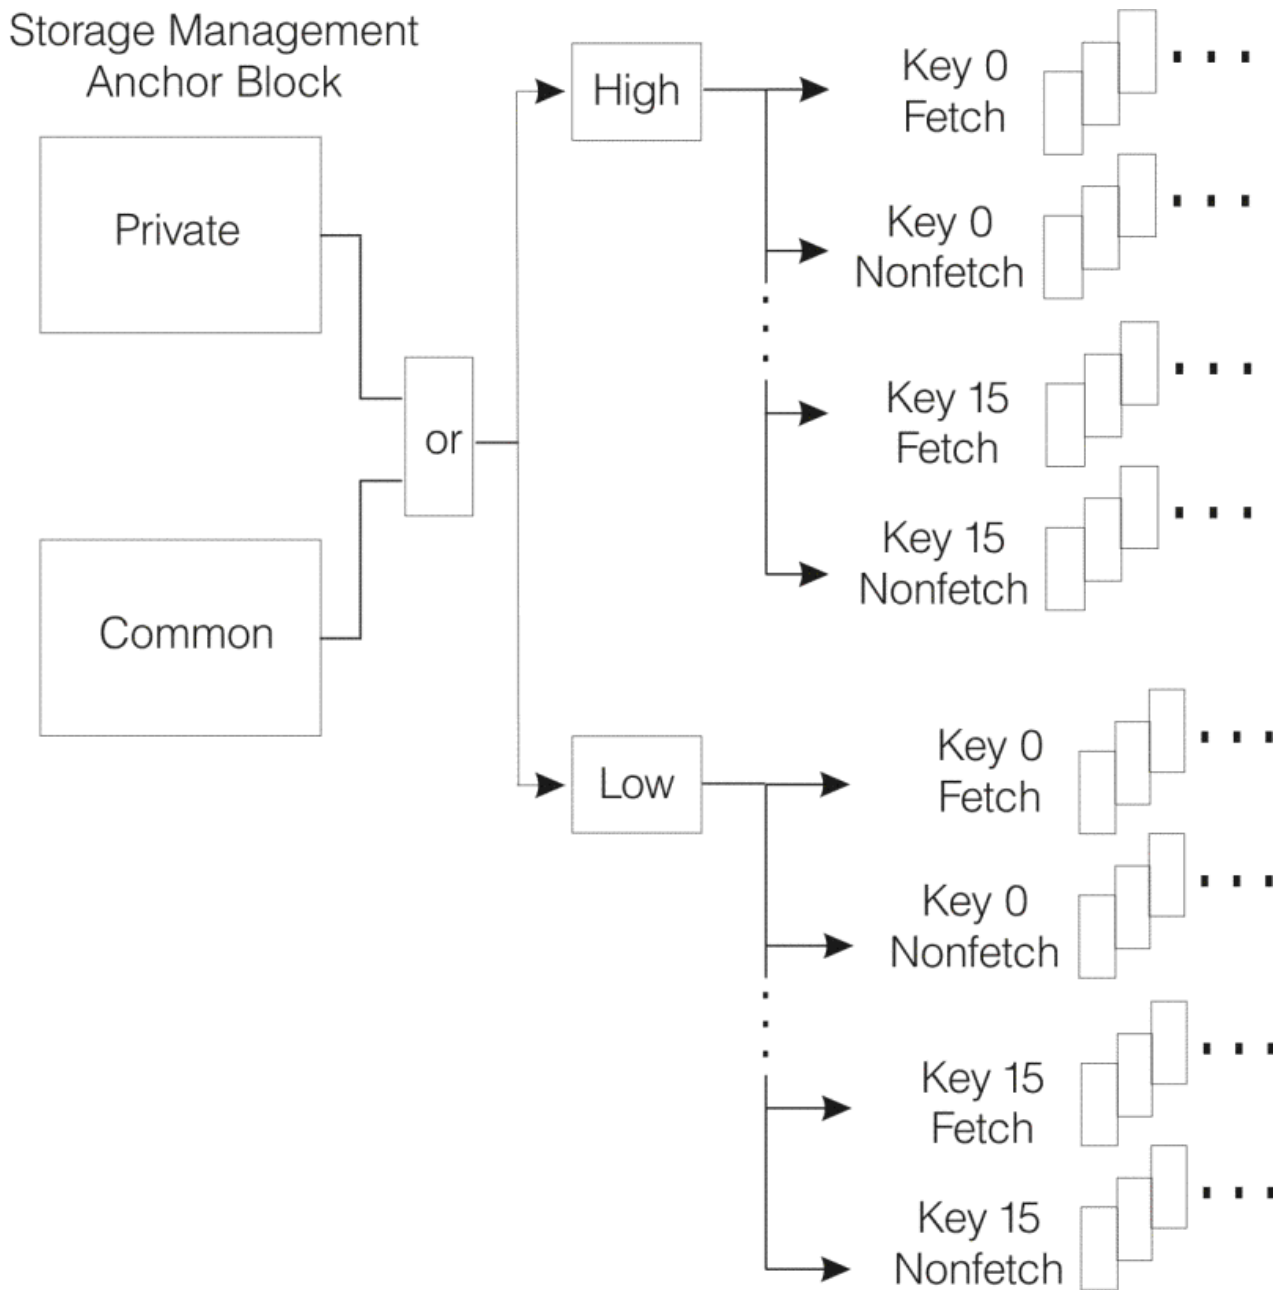 Storage Management
Anchor Block
Private
Common
or
High
Key 0
Fetch
Key 0
Nonfetch
Key 15
Fetch
Key 15
Nonfetch
Low
Key 0
Fetch
Key 0
Nonfetch
Key 15
Fetch
Key 15
Nonfetch